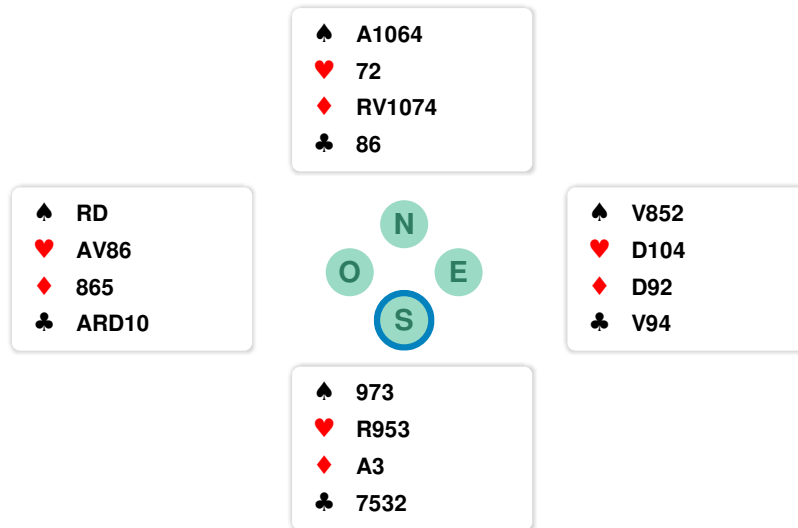 ♠ A1064
♥ 72
♦ RV1074
♣ 86
♠ RD
♥ AV86
♦ 865
♣ ARD10
N
O E
S
♠ V852
♥ D104
♦ D92
♣ V94
♠ 973
♥ R953
♦ A3
♣ 7532